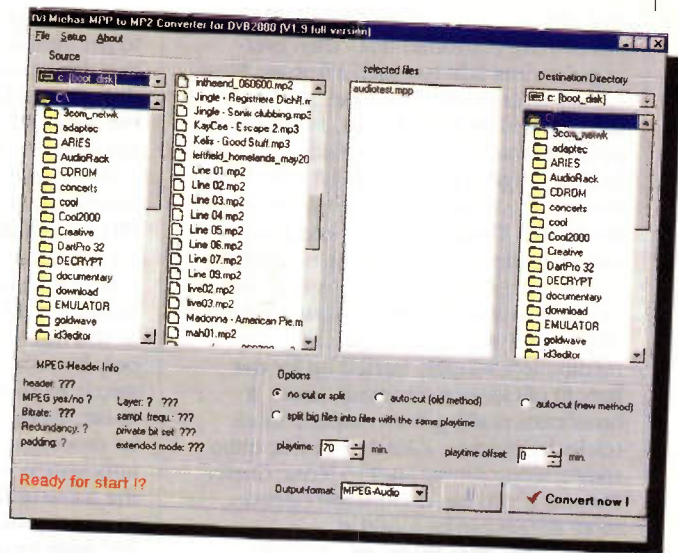 Michas MPP to MP2 Converter for DVB2000 [V1.9 full version]
File Setup About
Source
c: [boot_disk]
C:\
3com_netwk
adaptec
ARIES
AudioRack
CDROM
concerts
cool
Cool2000
Creative
DartPro 32
DECRYPT
documentary
download
EMULATOR
goldwave
id3editor
intheend_060600.mp2
Jingle - Registriere Dich!!.m
Jingle - Sonix clubbing.mp3
KayCee - Escape 2.mp3
Kelis - Good Stuff.mp3
leftfield_homelands_may20
Line 01.mp2
Line 02.mp2
Line 03.mp2
Line 04.mp2
Line 05.mp2
Line 06.mp2
Line 07.mp2
Line 09.mp2
live02.mp2
live03.mp2
Madonna - American Pie.m
mah01.mp2
selected files
audiotest.mpp
Destination Directory
c: [boot_disk]
C:\
3com_netwk
adaptec
ARIES
AudioRack
CDROM
concerts
cool
Cool2000
Creative
DartPro 32
DECRYPT
documentary
download
EMULATOR
goldwave
id3editor
MPEG-Header Info
header: ???
MPEG yes/no ? Layer: ? ???
Bitrate: ??? sampl. frequ.: ???
Redundancy: ? private bit set: ???
padding: ? extended mode: ???
Options
no cut or split auto-cut (old method) auto-cut (new method)
split big files into files with the same playtime
playtime: 70 min. playtime offset: 0 min.
Ready for start !?
Output-format: MPEG-Audio
Convert now !